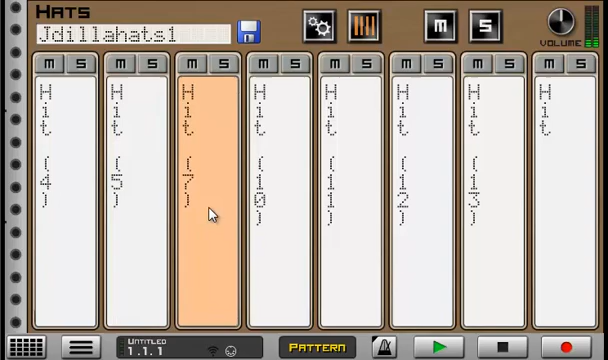 HATS
Jdillahats1
M S
VOLUME
M S M S M S M S M S M S M S M S
Hit (4)
Hit (5)
Hit (7)
Hit (10)
Hit (11)
Hit (12)
Hit (13)
Hit
UNTITLED
1.1.1
PATTERN